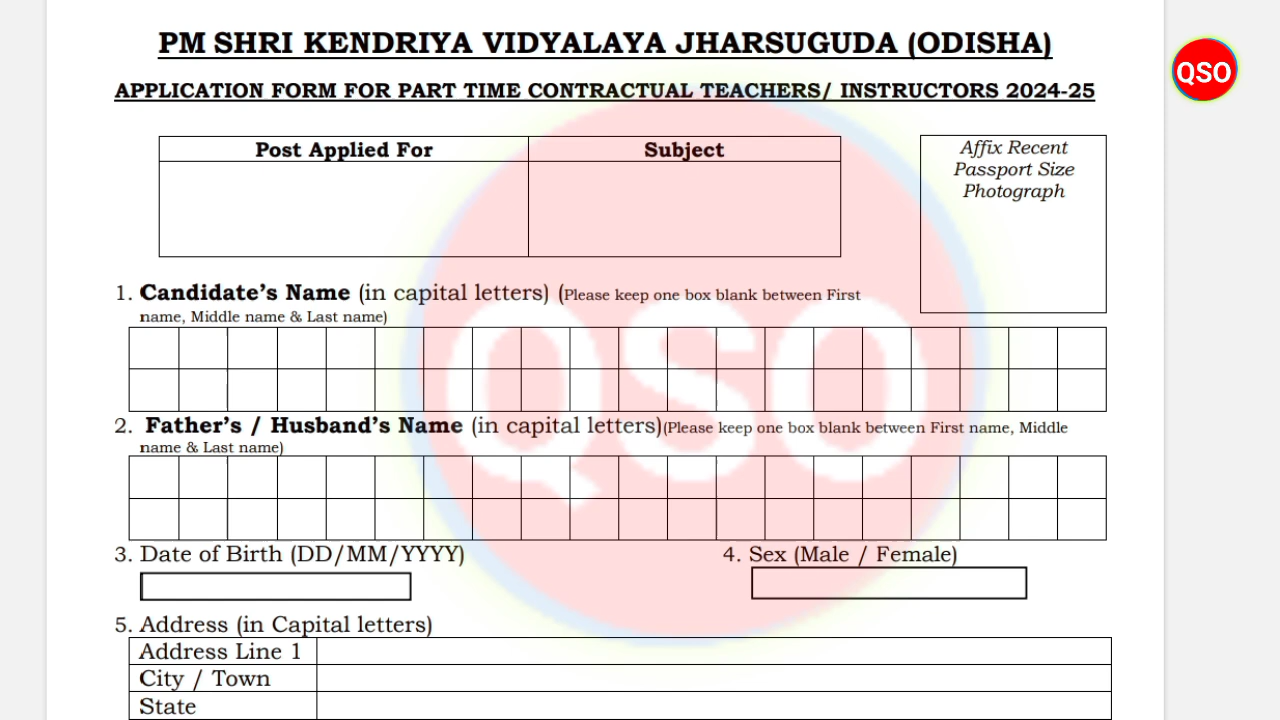 PM SHRI KENDRIYA VIDYALAYA JHARSUGUDA (ODISHA)
QSO
APPLICATION FORM FOR PART TIME CONTRACTUAL TEACHERS/ INSTRUCTORS 2024-25
Post Applied For Subject
Affix Recent
Passport Size
Photograph
1. Candidate's Name (in capital letters) (Please keep one box blank between First
name, Middle name & Last name)
QSO
2. Father's / Husband's Name (in capital letters)(Please keep one box blank between First name, Middle
name & Last name)
3. Date of Birth (DD/MM/YYYY) 4. Sex (Male / Female)
5. Address (in Capital letters)
Address Line 1
City / Town
State